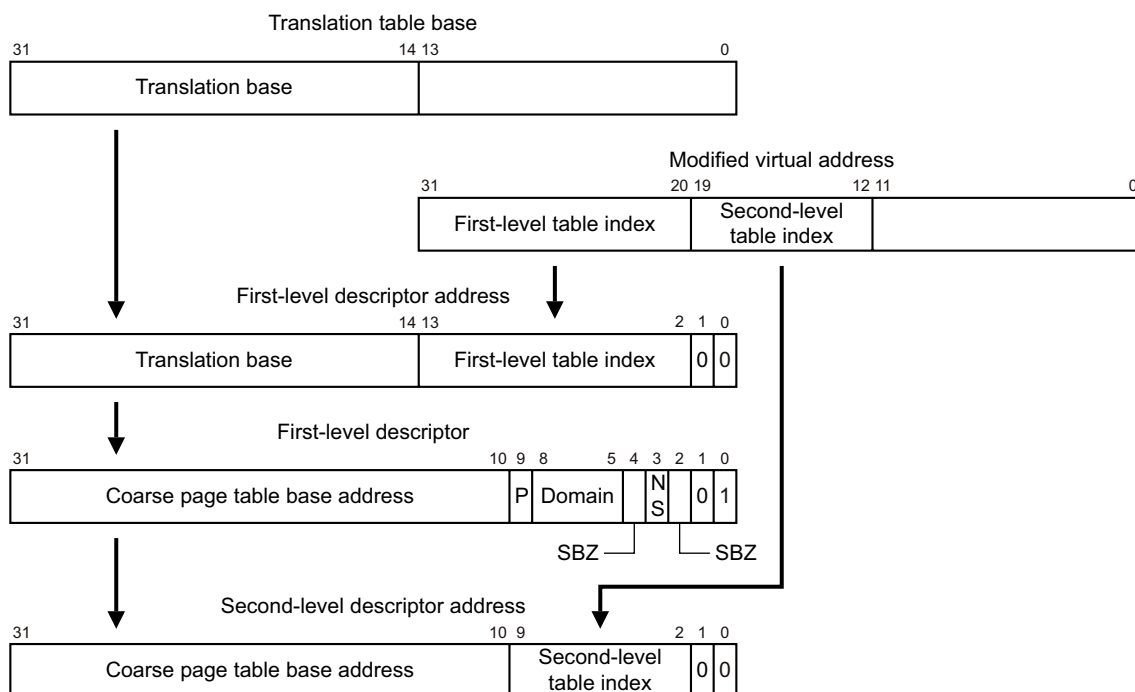 Translation table base
31 14 13 0
Translation base
Modified virtual address
31 20 19 12 11 0
First-level table index
Second-level
table index
First-level descriptor address
31 14 13 2 1 0
Translation base First-level table index 0 0
First-level descriptor
31 10 9 8 5 4 3 2 1 0
Coarse page table base address P Domain N
S 0 1
SBZ SBZ
Second-level descriptor address
31 10 9 2 1 0
Coarse page table base address Second-level
table index 0 0